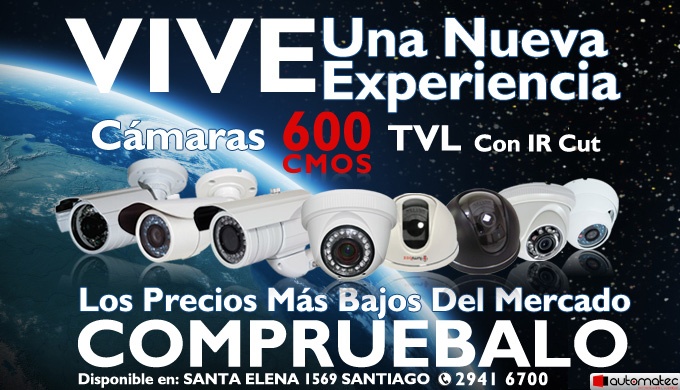 VIVE Una Nueva
Experiencia
Cámaras 600 TVL Con IR Cut
CMOS
Los Precios Más Bajos Del Mercado
COMPRUEBALO
Disponible en: SANTA ELENA 1569 SANTIAGO 2941 6700
automatec